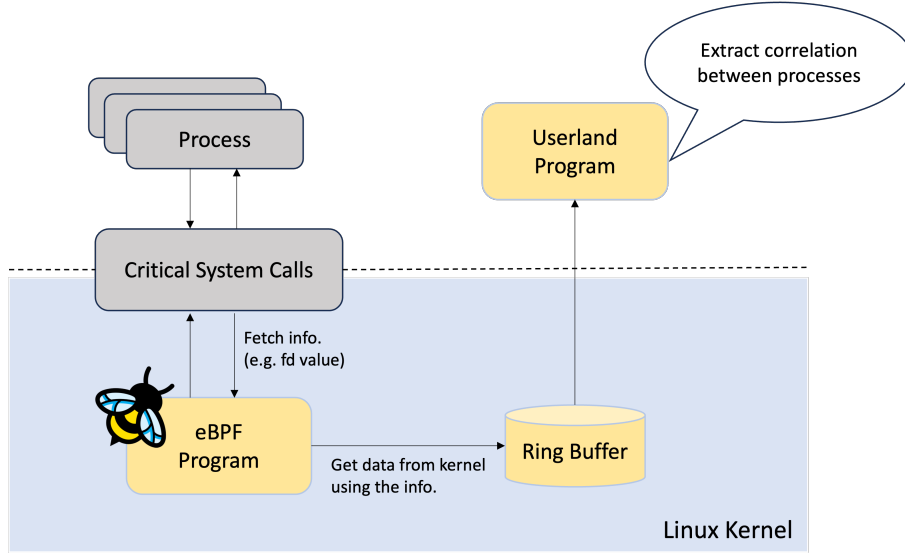 Extract correlation
between processes
Process
Userland
Program
Critical System Calls
Fetch info.
(e.g. fd value)
eBPF
Program
Ring Buffer
Get data from kernel
using the info.
Linux Kernel